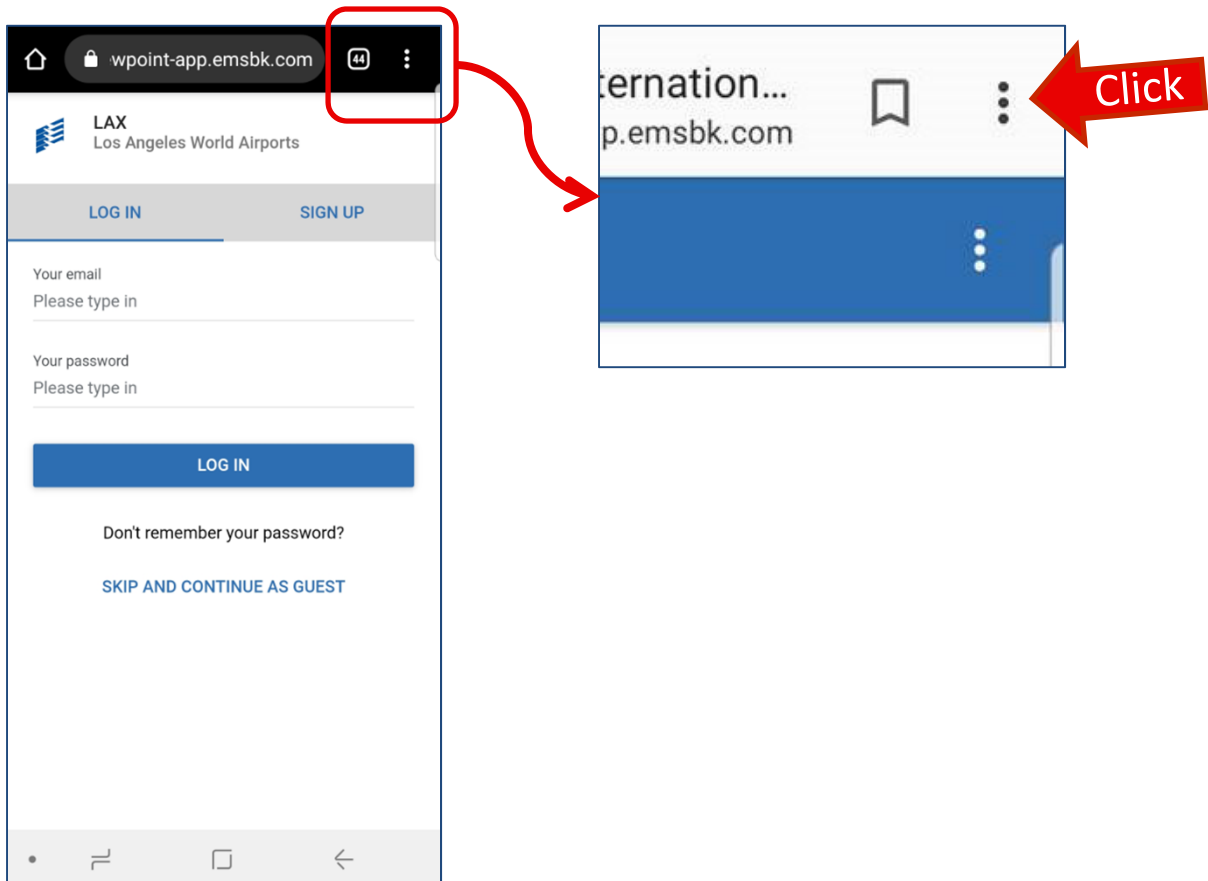 wpoint-app.emsbk.com
44
LAX
Los Angeles World Airports
LOG IN
SIGN UP
Your email
Please type in
Your password
Please type in
LOG IN
Don't remember your password?
SKIP AND CONTINUE AS GUEST
ternation...
p.emsbk.com
Click